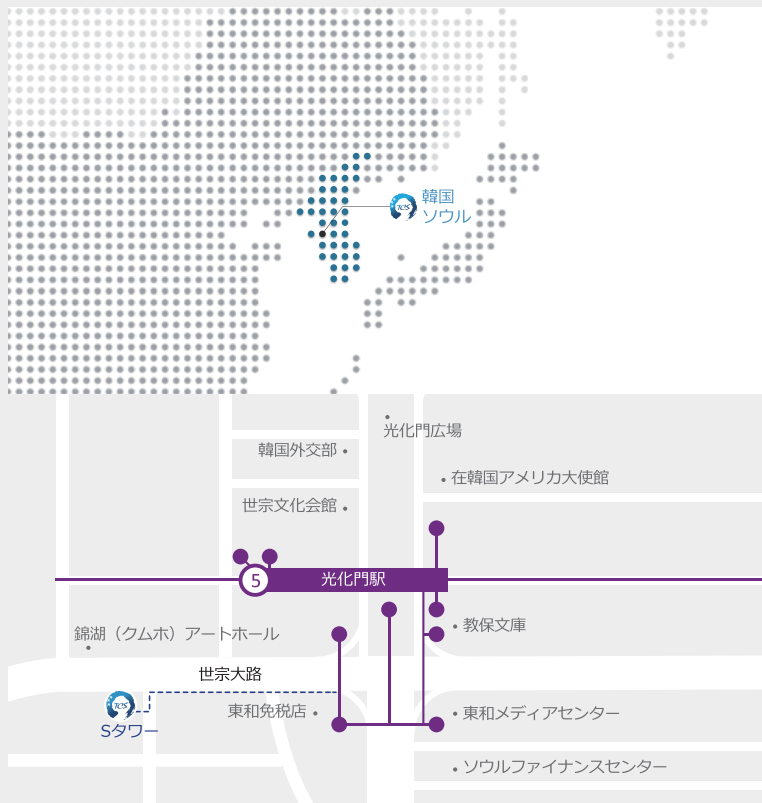 TCS
韓国
ソウル
光化門広場
韓国外交部
在韓国アメリカ大使館
世宗文化会館
5
光化門駅
教保文庫
錦湖（クムホ）アートホール
世宗大路
TCS
Sタワー
東和免税店
東和メディアセンター
ソウルファイナンスセンター